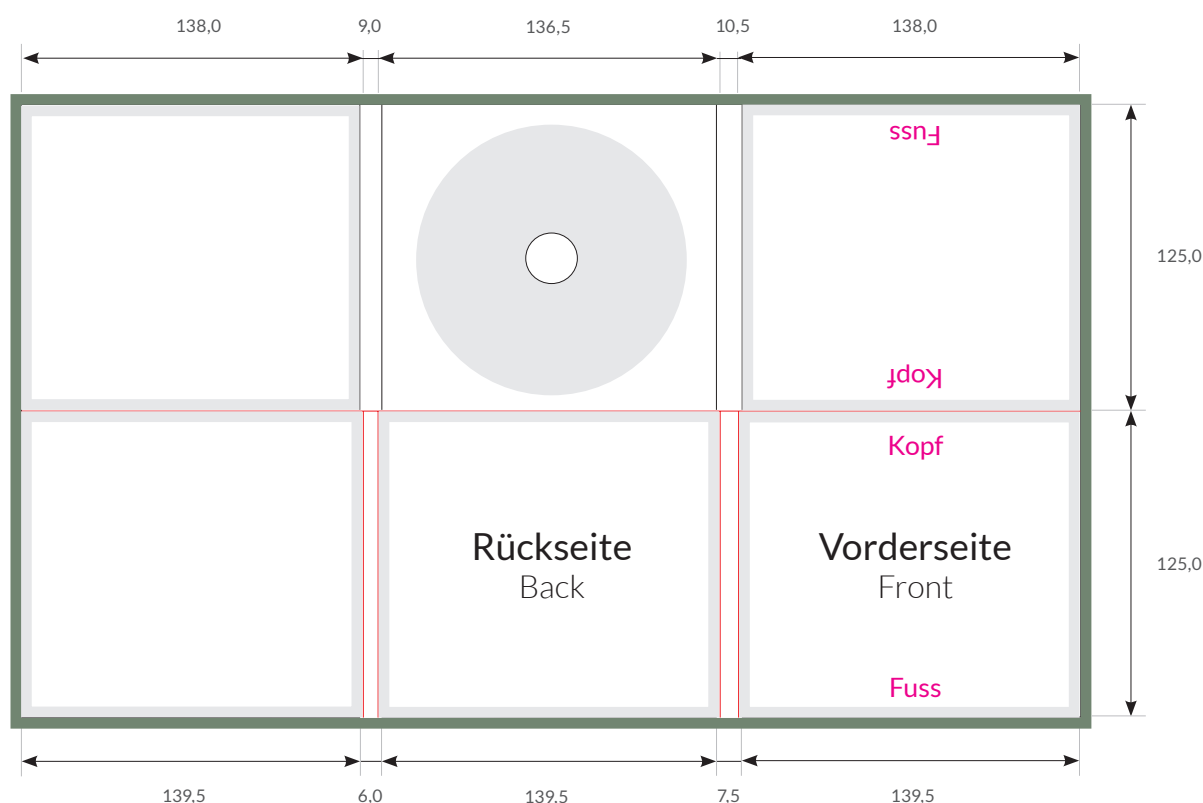 138,0 9,0 136,5 10,5 138,0
Fuss
125,0
Kopf
Kopf
Rückseite Vorderseite
Back Front
125,0
Fuss
139,5 6,0 139,5 7,5 139,5